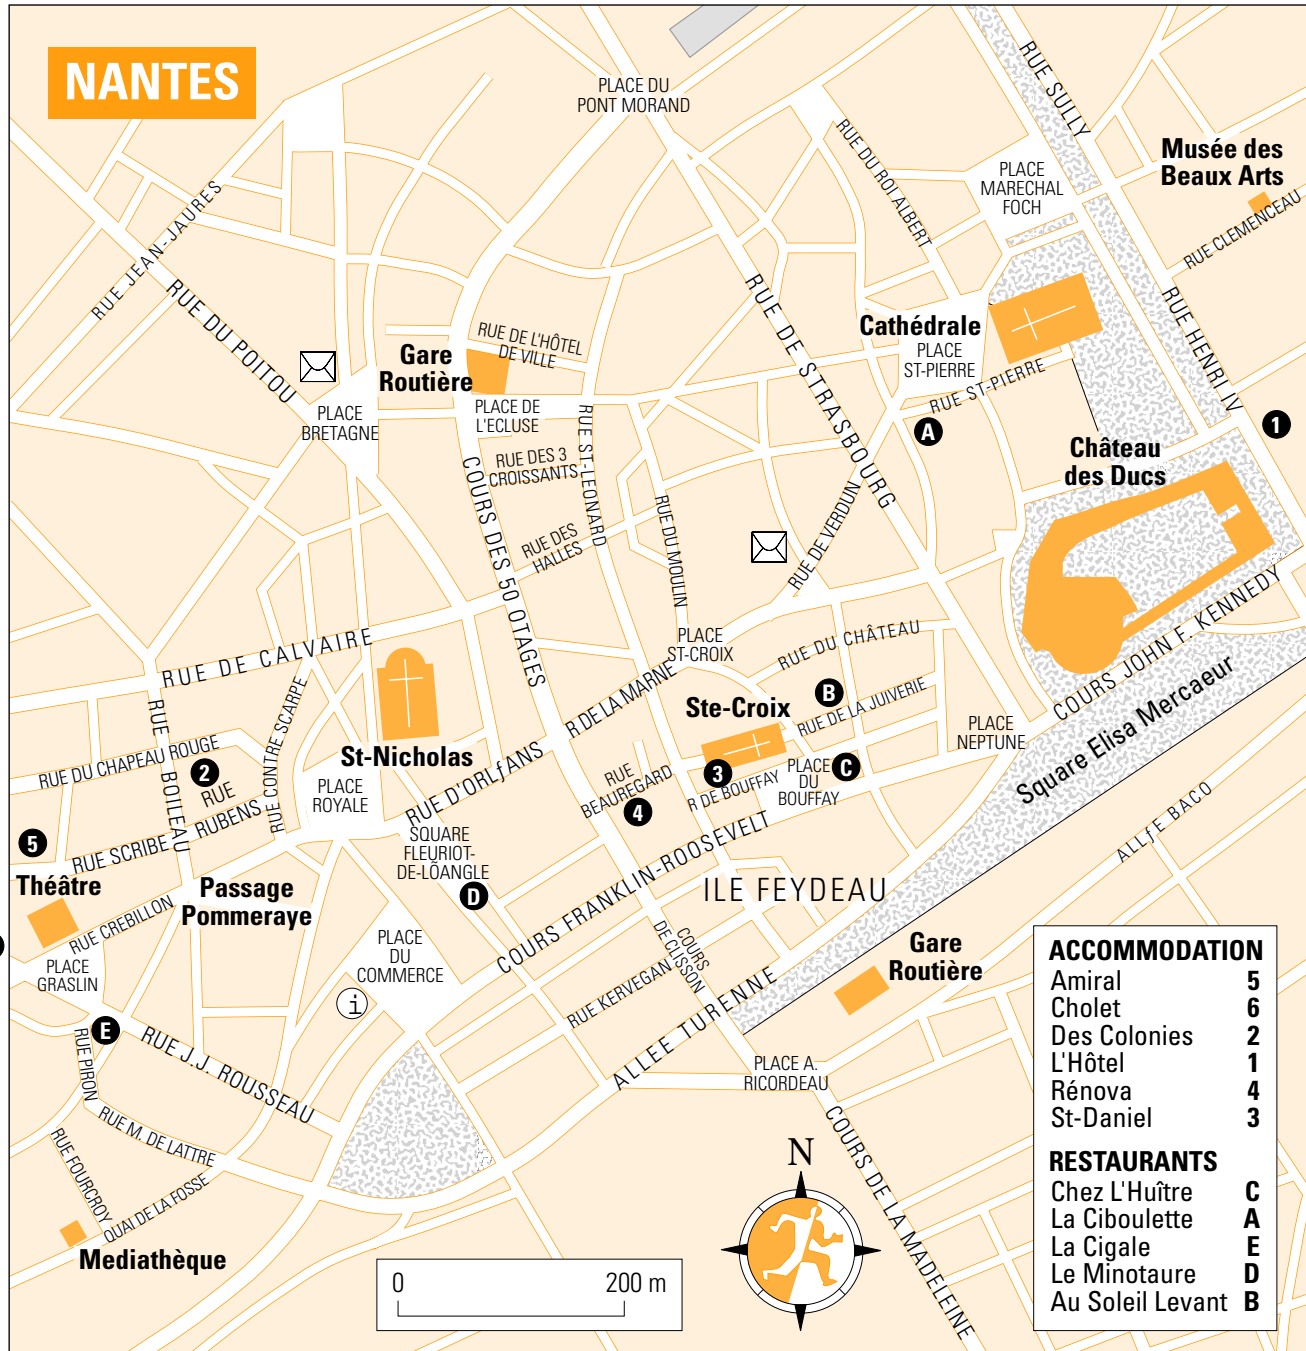 NANTES
PLACE DU
PONT MORAND
RUE SULLY
Musée des
Beaux Arts
RUE DU ROI ALBERT
PLACE
MARECHAL
FOCH
RUE CLEMENCEAU
RUE JEAN-JAURES
RUE DU POITOU
RUE DE STRASBOURG
RUE HENRI IV
Cathédrale
PLACE
ST-PIERRE
RUE ST-PIERRE
RUE DE L'HÔTEL
DE VILLE
Gare
Routière
PLACE
BRETAGNE
PLACE DE
L'ECLUSE
RUE ST-LEONARD
A
1
Château
des Ducs
RUE DES 3
CROISSANTS
COURS DES 50 OTAGES
RUE DES
HALLES
RUE DU MOULIN
RUE DE VERDUN
COURS JOHN F. KENNEDY
RUE DE CALVAIRE
PLACE
ST-CROIX
RUE DU CHÂTEAU
R DE LA MARNE
B
RUE DE LA JUIVERIE
Ste-Croix
PLACE
NEPTUNE
Square Elisa Mercaeur
RUE BOILEAU
RUE CONTRE SCARPE
RUE DU CHAPEAU ROUGE
2
St-Nicholas
PLACE
ROYALE
RUE D'ORLƒANS
RUE
BEAUREGARD
4
3
R DE BOUFFAY
PLACE
DU
BOUFFAY
C
RUE
RUBENS
5
RUE SCRIBE
SQUARE
FLEURIOT-
DE-LÕANGLE
D
COURS FRANKLIN-ROOSEVELT
ILE FEYDEAU
ALLƒE BACO
Théâtre
Passage
Pommeraye
RUE CREBILLON
PLACE
GRASLIN
PLACE
DU
COMMERCE
i
COURS
DE CLISSON
RUE KERVEGAN
ALLEE TURENNE
Gare
Routière
E
RUE PIRON
RUE J.J. ROUSSEAU
PLACE A.
RICORDEAU
RUE M. DE LATTRE
RUE FOURCROY
QUAI DE LA FOSSE
Mediathèque
COURS DE LA MADELEINE
N
0 200 m
ACCOMMODATION
Amiral 5
Cholet 6
Des Colonies 2
L'Hôtel 1
Rénova 4
St-Daniel 3
RESTAURANTS
Chez L'Huître C
La Ciboulette A
La Cigale E
Le Minotaure D
Au Soleil Levant B